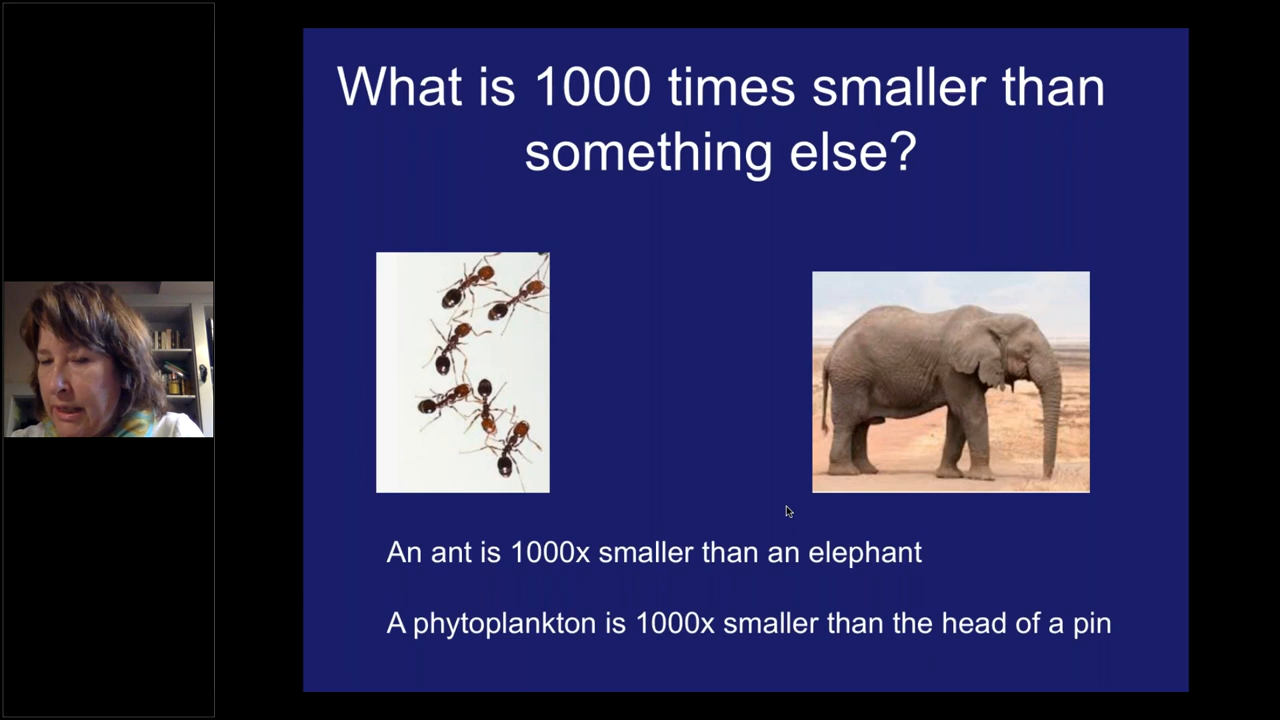 What is 1000 times smaller than
something else?
An ant is 1000x smaller than an elephant
A phytoplankton is 1000x smaller than the head of a pin